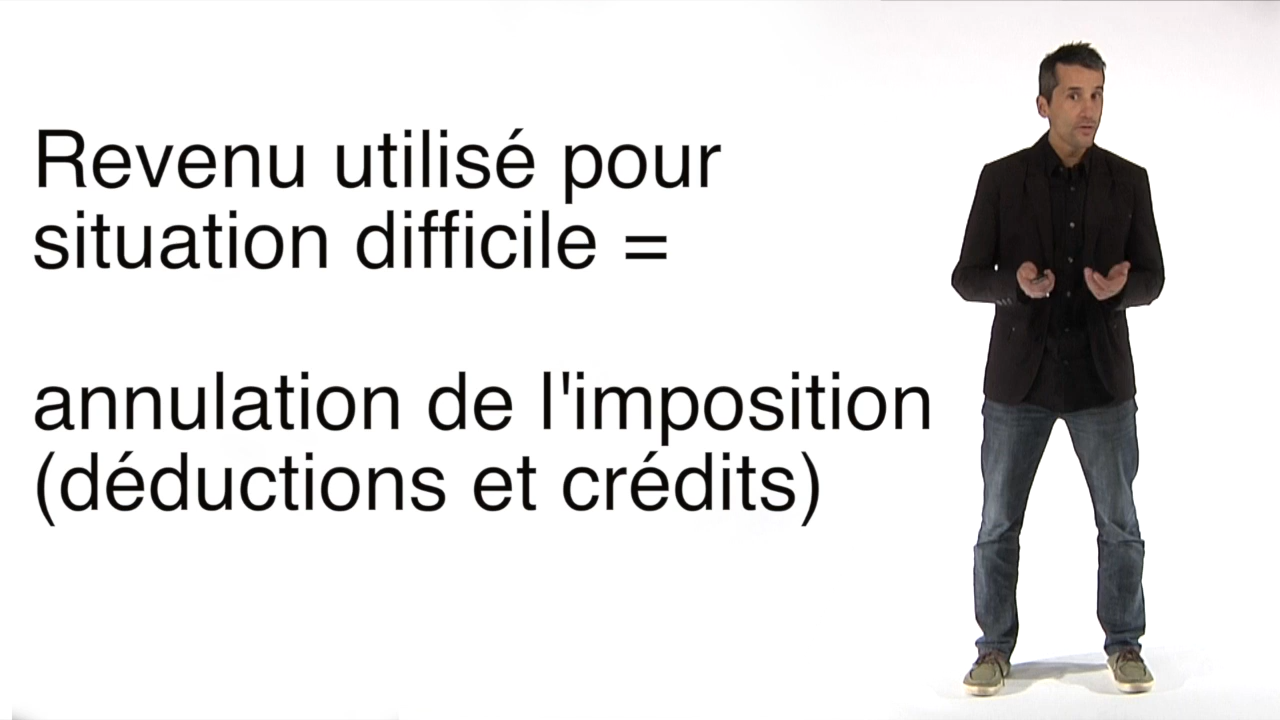 Revenu utilisé pour
situation difficile =
annulation de l'imposition
(déductions et crédits)